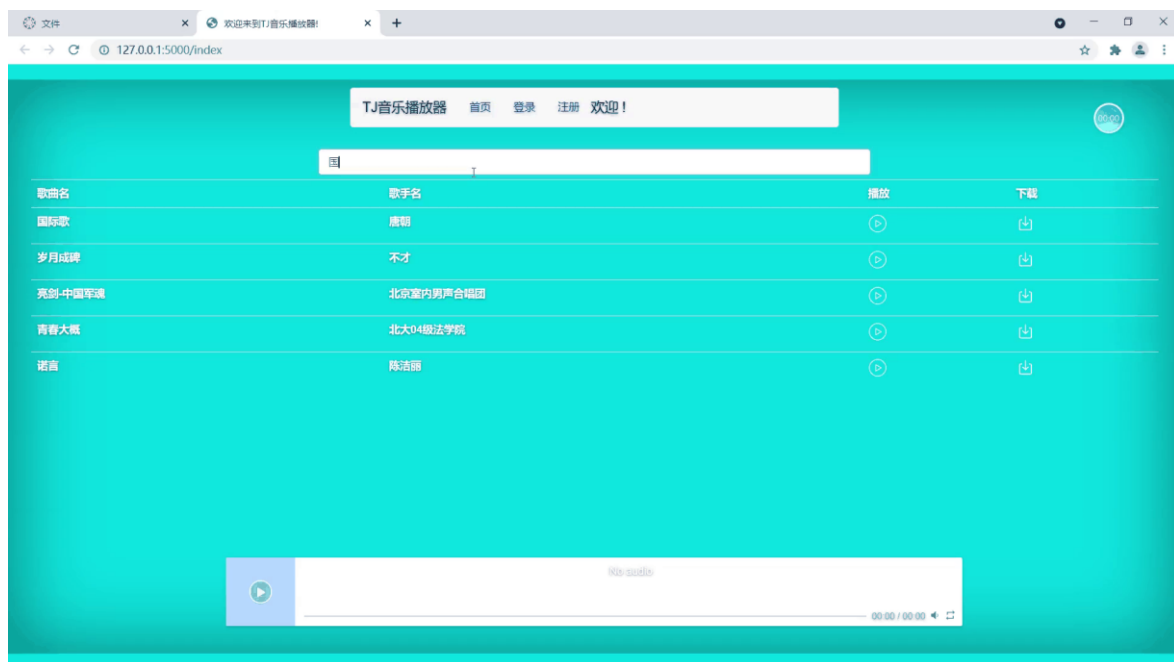 文件
欢迎来到TJ音乐播放器!
127.0.0.1:5000/index
TJ音乐播放器 首页 登录 注册 欢迎！
00:00
国
歌曲名 歌手名 播放 下载
国际歌 唐朝
岁月成碑 不才
亮剑-中国军魂 北京室内男声合唱团
青春大概 北大04级法学院
诺言 陈洁丽
No audio
00:00 / 00:00